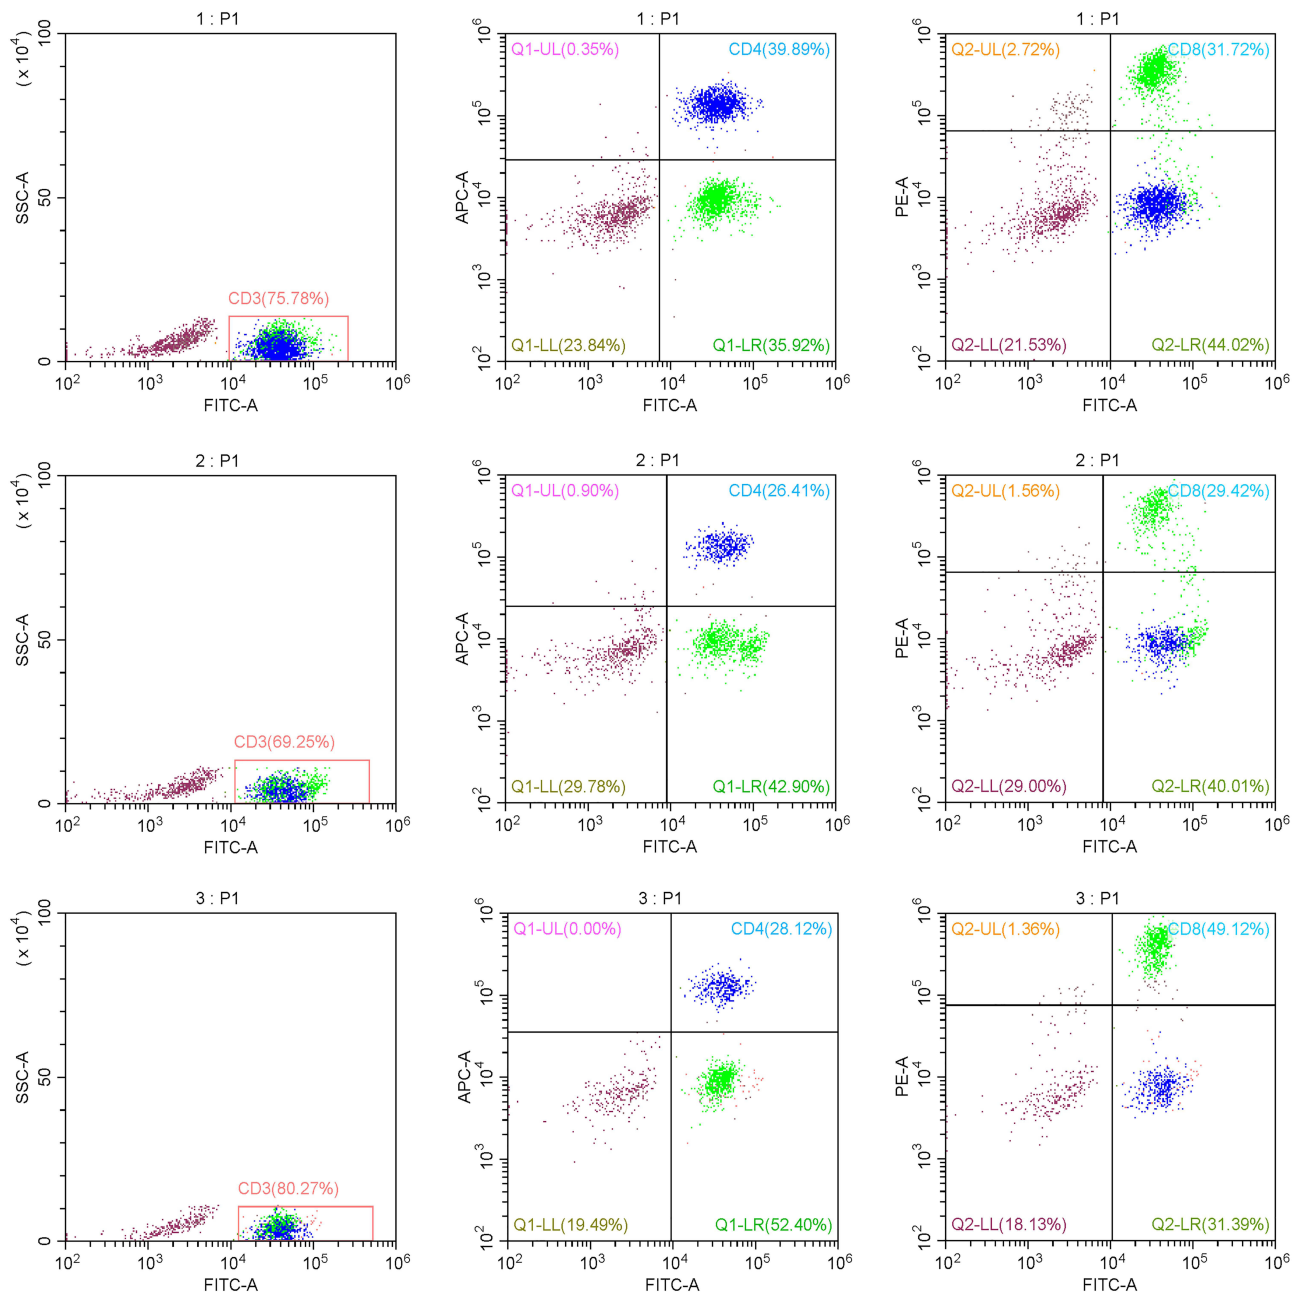 1 : P1
( x 10⁴)
SSC-A
100
50
0
CD3(75.78%)
10² 10³ 10⁴ 10⁵ 10⁶
FITC-A
1 : P1
Q1-UL(0.35%)
CD4(39.89%)
APC-A
10⁶
10⁵
10⁴
10³
10²
Q1-LL(23.84%)
Q1-LR(35.92%)
10² 10³ 10⁴ 10⁵ 10⁶
FITC-A
1 : P1
Q2-UL(2.72%)
CD8(31.72%)
PE-A
10⁶
10⁵
10⁴
10³
10²
Q2-LL(21.53%)
Q2-LR(44.02%)
10² 10³ 10⁴ 10⁵ 10⁶
FITC-A
2 : P1
( x 10⁴)
SSC-A
100
50
0
CD3(69.25%)
10² 10³ 10⁴ 10⁵ 10⁶
FITC-A
2 : P1
Q1-UL(0.90%)
CD4(26.41%)
APC-A
10⁶
10⁵
10⁴
10³
10²
Q1-LL(29.78%)
Q1-LR(42.90%)
10² 10³ 10⁴ 10⁵ 10⁶
FITC-A
2 : P1
Q2-UL(1.56%)
CD8(29.42%)
PE-A
10⁶
10⁵
10⁴
10³
10²
Q2-LL(29.00%)
Q2-LR(40.01%)
10² 10³ 10⁴ 10⁵ 10⁶
FITC-A
3 : P1
( x 10⁴)
SSC-A
100
50
0
CD3(80.27%)
10² 10³ 10⁴ 10⁵ 10⁶
FITC-A
3 : P1
Q1-UL(0.00%)
CD4(28.12%)
APC-A
10⁶
10⁵
10⁴
10³
10²
Q1-LL(19.49%)
Q1-LR(52.40%)
10² 10³ 10⁴ 10⁵ 10⁶
FITC-A
3 : P1
Q2-UL(1.36%)
CD8(49.12%)
PE-A
10⁶
10⁵
10⁴
10³
10²
Q2-LL(18.13%)
Q2-LR(31.39%)
10² 10³ 10⁴ 10⁵ 10⁶
FITC-A